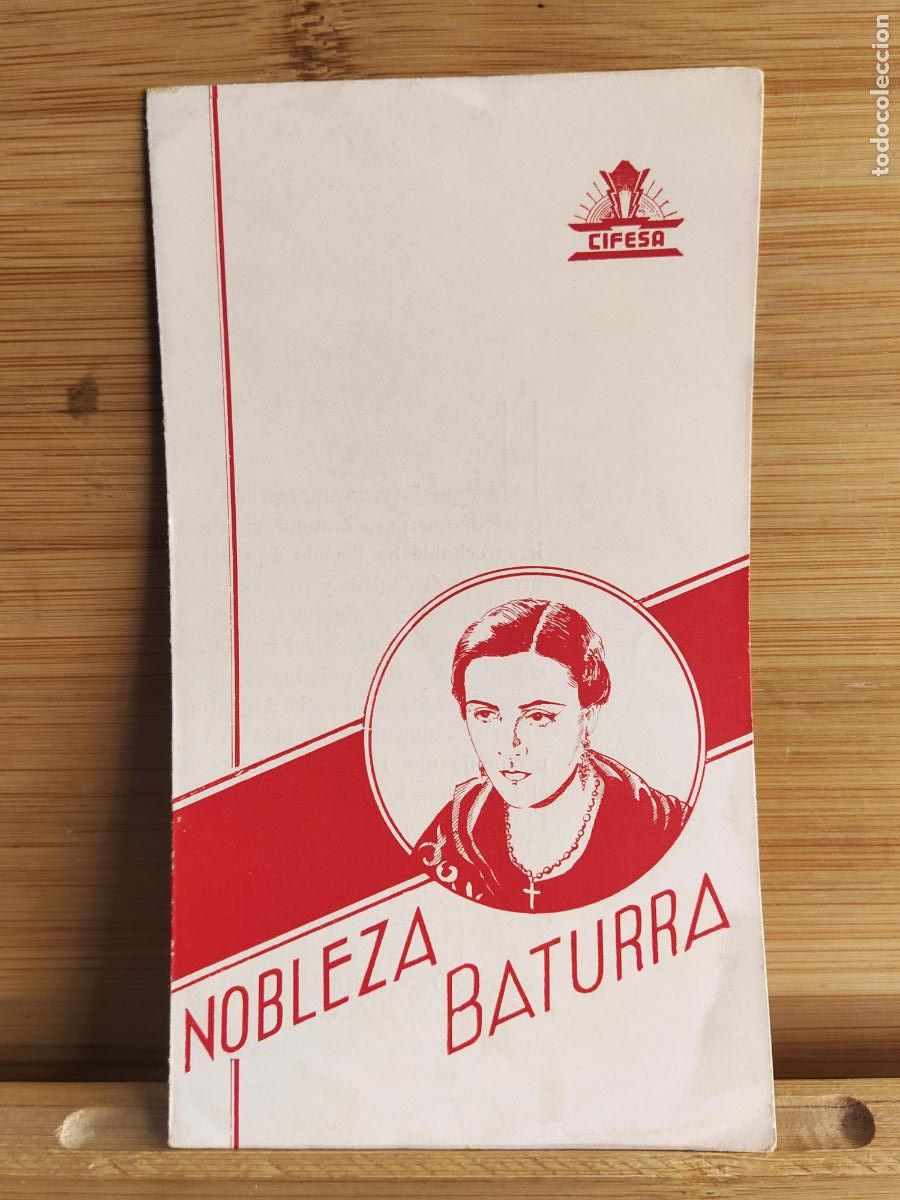 todocoleccion
CIFESA
NOBLEZA
BATURRA